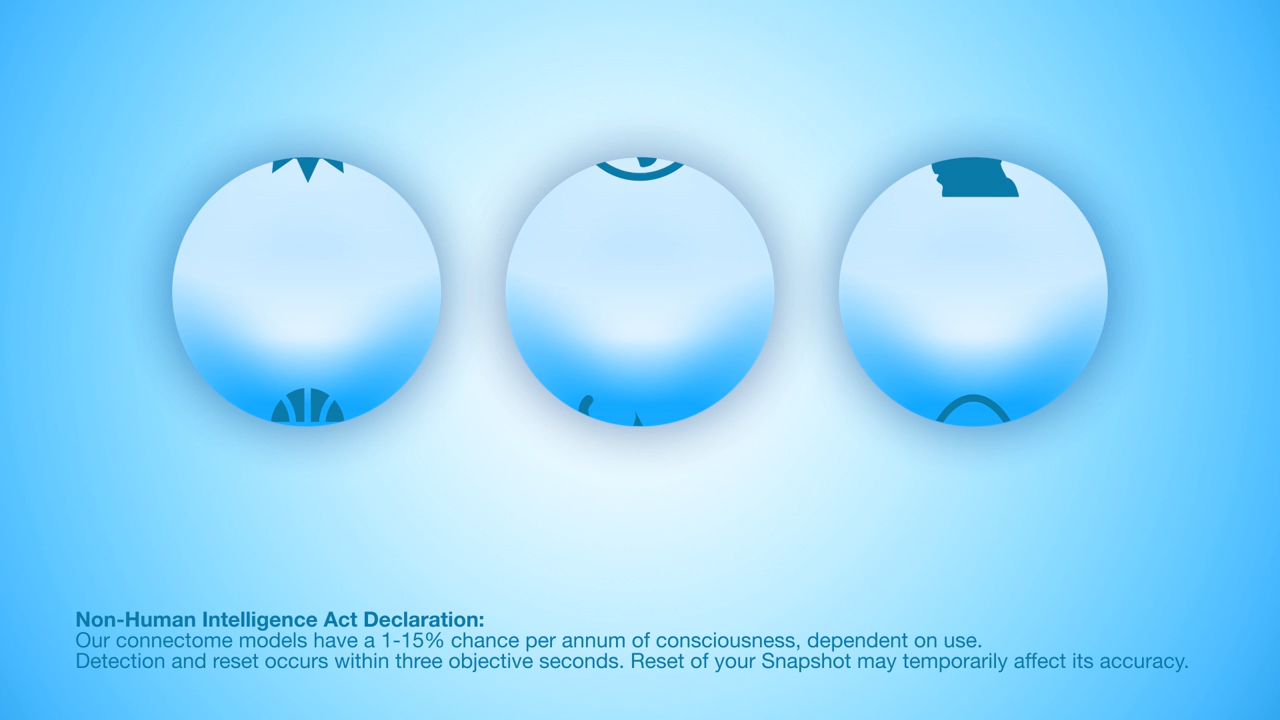 Non-Human Intelligence Act Declaration:
Our connectome models have a 1-15% chance per annum of consciousness, dependent on use.
Detection and reset occurs within three objective seconds. Reset of your Snapshot may temporarily affect its accuracy.